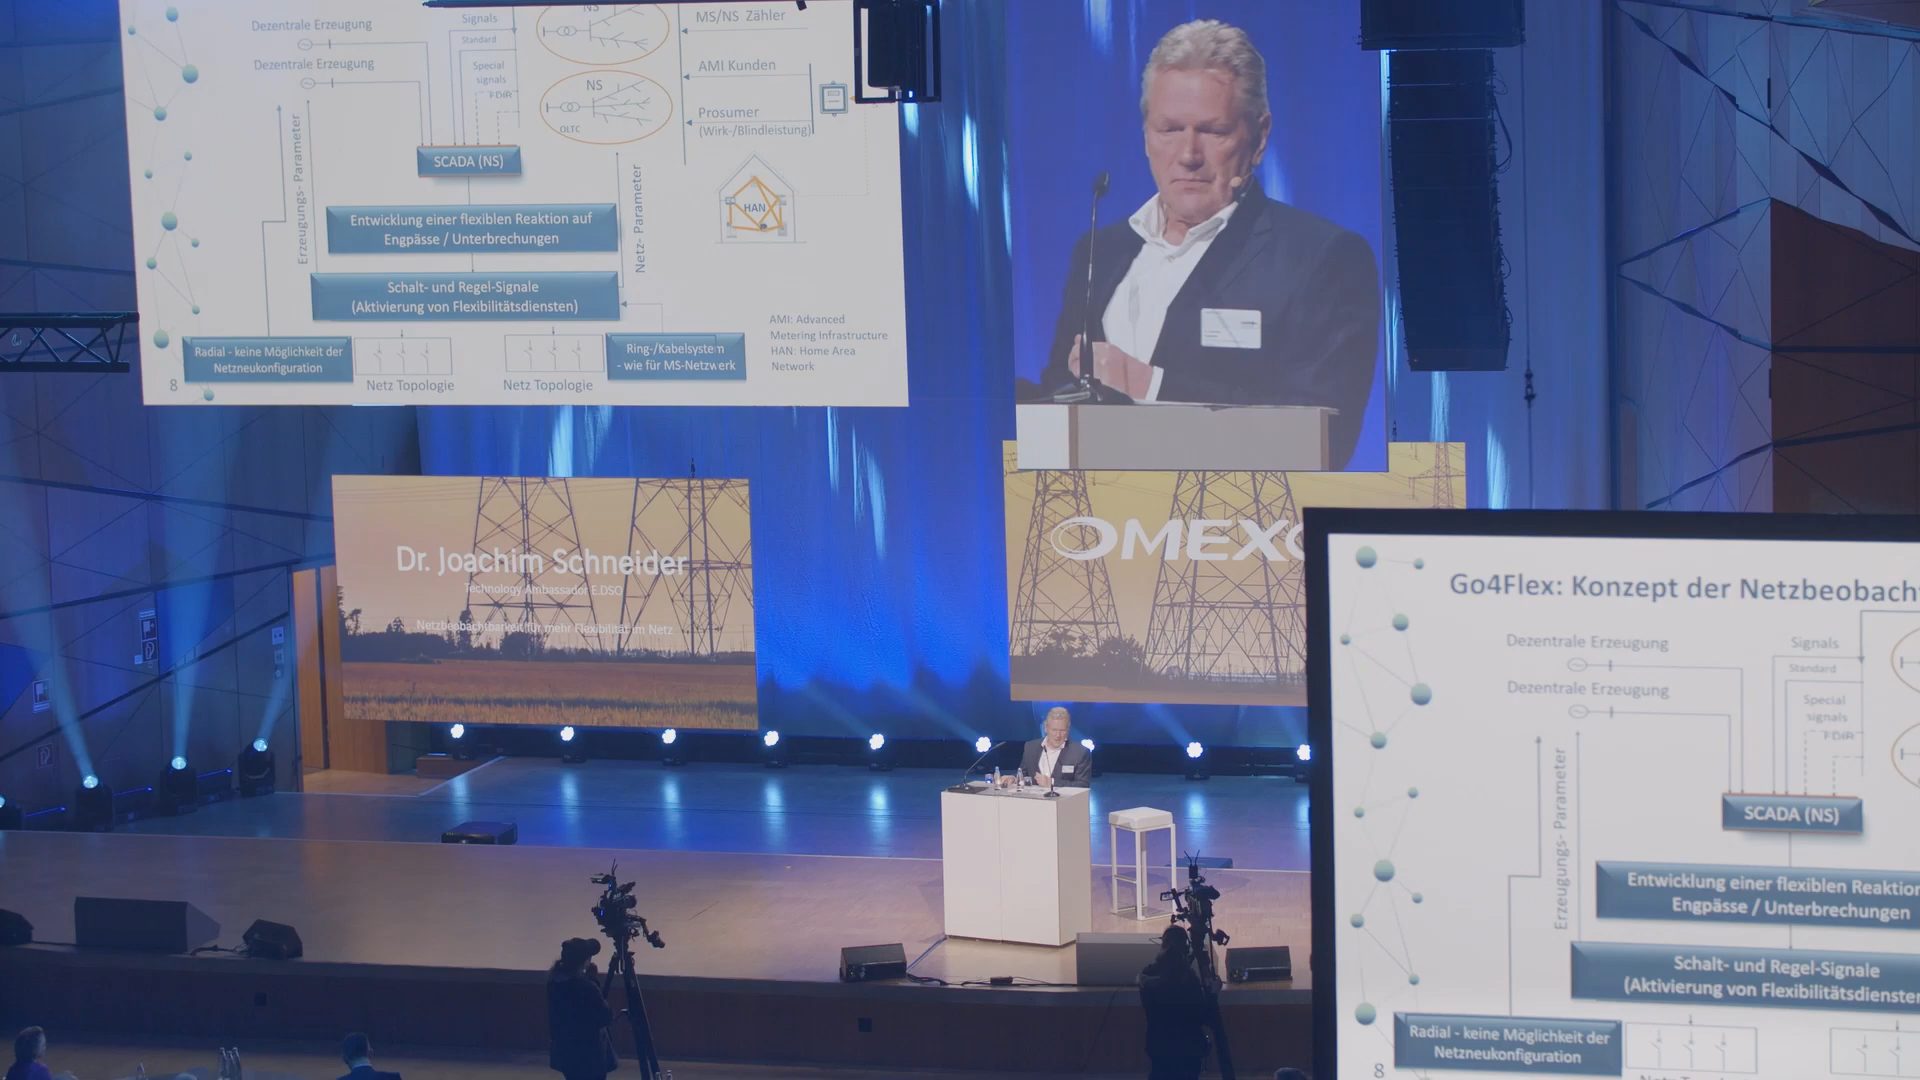 Dezentrale Erzeugung
Dezentrale Erzeugung
Signals
Standard
Special
signals
FDIR
NS
NS
OLTC
MS/NS Zähler
AMI Kunden
Prosumer
(Wirk-/Blindleistung)
HAN
Erzeugungs- Parameter
Netz- Parameter
SCADA (NS)
Entwicklung einer flexiblen Reaktion auf
Engpässe / Unterbrechungen
Schalt- und Regel-Signale
(Aktivierung von Flexibilitätsdiensten)
Radial - keine Möglichkeit der
Netzneukonfiguration
Netz Topologie
Netz Topologie
Ring-/Kabelsystem
- wie für MS-Netzwerk
AMI: Advanced
Metering Infrastructure
HAN: Home Area
Network
8
Dr. Joachim Schneider
Technology Ambassador E.DSO
Netzbeobachtbarkeit für mehr Flexibilität im Netz
OMEXO
Go4Flex: Konzept der Netzbeobacht
Dezentrale Erzeugung
Dezentrale Erzeugung
Signals
Standard
Special
signals
FDIR
Erzeugungs- Parameter
SCADA (NS)
Entwicklung einer flexiblen Reaktion
Engpässe / Unterbrechungen
Schalt- und Regel-Signale
(Aktivierung von Flexibilitätsdiensten
Radial - keine Möglichkeit der
Netzneukonfiguration
8